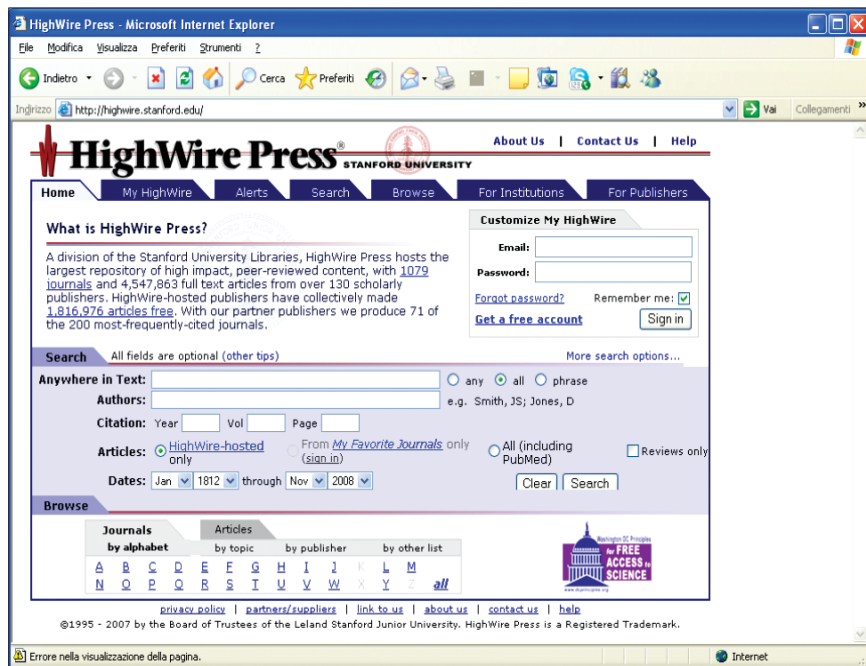 HighWire Press - Microsoft Internet Explorer
File Modifica Visualizza Preferiti Strumenti ?
Indietro Cerca Preferiti
Indirizzo http://highwire.stanford.edu/ Vai Collegamenti »
HighWire Press® STANFORD UNIVERSITY
About Us | Contact Us | Help
Home My HighWire Alerts Search Browse For Institutions For Publishers
What is HighWire Press?
A division of the Stanford University Libraries, HighWire Press hosts the
largest repository of high impact, peer-reviewed content, with 1079
journals and 4,547,863 full text articles from over 130 scholarly
publishers. HighWire-hosted publishers have collectively made
1,816,976 articles free. With our partner publishers we produce 71 of
the 200 most-frequently-cited journals.
Customize My HighWire
Email:
Password:
Forgot password? Remember me:
Get a free account Sign in
Search All fields are optional (other tips) More search options...
Anywhere in Text: any all phrase
Authors: e.g. Smith, JS; Jones, D
Citation: Year Vol Page
Articles: HighWire-hosted only
From My Favorite Journals only (sign in)
All (including PubMed)
Reviews only
Dates: Jan 1812 through Nov 2008 Clear Search
Browse
Journals Articles
by alphabet by topic by publisher by other list
A B C D E F G H I J K L M
N O P Q R S T U V W X Y Z all
Washington DC Principles
for FREE
ACCESS to
SCIENCE
www.dcprinciples.org
privacy policy | partners/suppliers | link to us | about us | contact us | help
©1995 - 2007 by the Board of Trustees of the Leland Stanford Junior University. HighWire Press is a Registered Trademark.
Errore nella visualizzazione della pagina. Internet